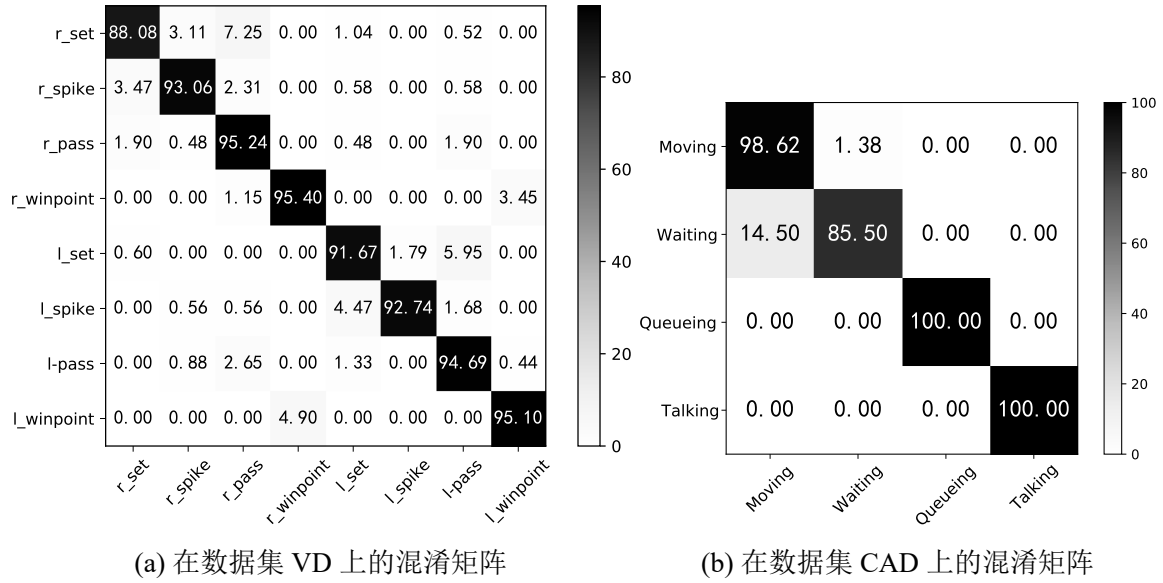 r_set 88.08 3.11 7.25 0.00 1.04 0.00 0.52 0.00
r_spike 3.47 93.06 2.31 0.00 0.58 0.00 0.58 0.00
r_pass 1.90 0.48 95.24 0.00 0.48 0.00 1.90 0.00
r_winpoint 0.00 0.00 1.15 95.40 0.00 0.00 0.00 3.45
l_set 0.60 0.00 0.00 0.00 91.67 1.79 5.95 0.00
l_spike 0.00 0.56 0.56 0.00 4.47 92.74 1.68 0.00
l-pass 0.00 0.88 2.65 0.00 1.33 0.00 94.69 0.44
l_winpoint 0.00 0.00 0.00 4.90 0.00 0.00 0.00 95.10
r_set r_spike r_pass r_winpoint l_set l_spike l-pass l_winpoint
80
60
40
20
0
(a) 在数据集 VD 上的混淆矩阵
Moving 98.62 1.38 0.00 0.00
Waiting 14.50 85.50 0.00 0.00
Queueing 0.00 0.00 100.00 0.00
Talking 0.00 0.00 0.00 100.00
Moving Waiting Queueing Talking
100
80
60
40
20
0
(b) 在数据集 CAD 上的混淆矩阵